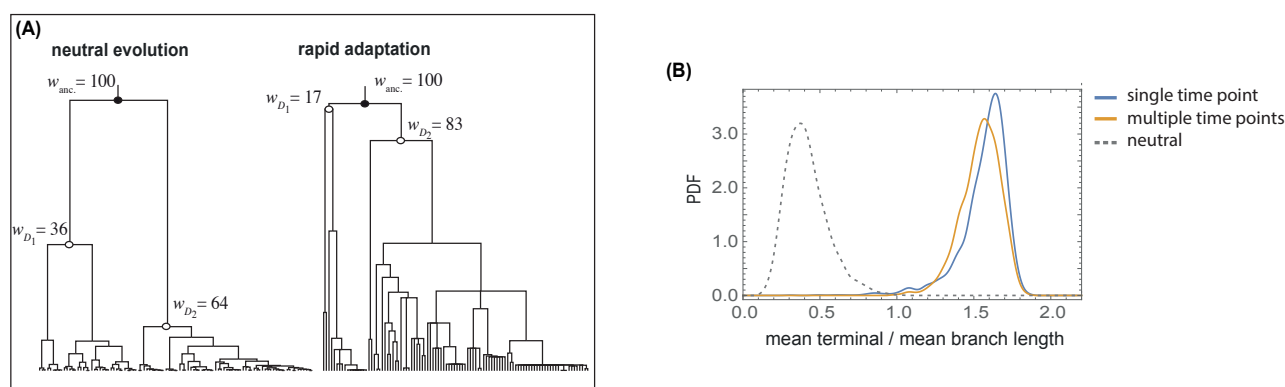 (A)
neutral evolution
rapid adaptation
w_anc. = 100
w_anc. = 100
w_D1 = 17
w_D2 = 83
w_D1 = 36
w_D2 = 64
(B)
single time point
multiple time points
neutral
PDF
3.0
2.0
1.0
0.0
0.0 0.5 1.0 1.5 2.0
mean terminal / mean branch length